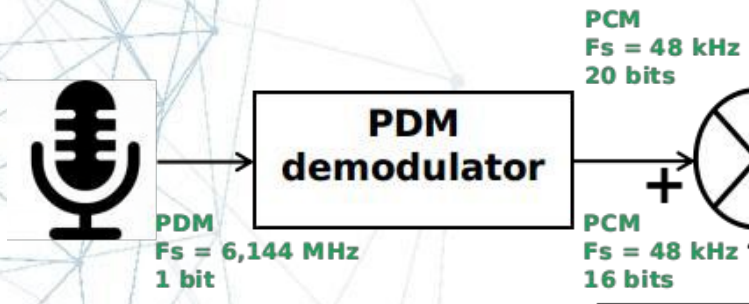 PCM
Fs = 48 kHz
20 bits
PDM
demodulator
+
PDM
Fs = 6,144 MHz
1 bit
PCM
Fs = 48 kHz
16 bits